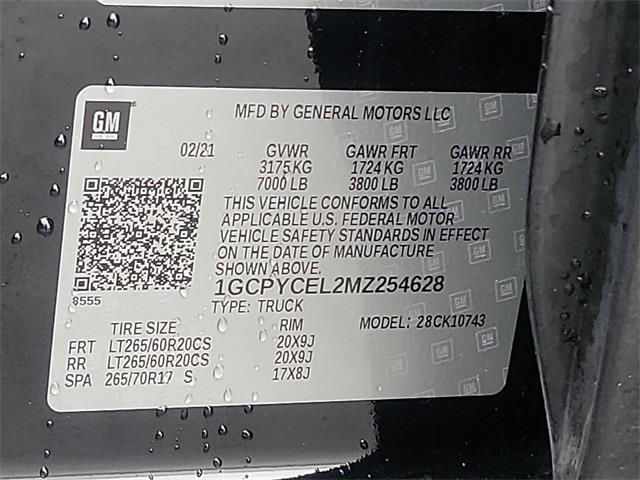 GM
MFD BY GENERAL MOTORS LLC
02/21 GVWR GAWR FRT GAWR RR
3175 KG 1724 KG 1724 KG
7000 LB 3800 LB 3800 LB
THIS VEHICLE CONFORMS TO ALL
APPLICABLE U.S. FEDERAL MOTOR
VEHICLE SAFETY STANDARDS IN EFFECT
ON THE DATE OF MANUFACTURE
SHOWN ABOVE.
8555
1GCPYCEL2MZ254628
TYPE: TRUCK
TIRE SIZE RIM MODEL: 28CK10743
FRT LT265/60R20CS 20X9J
RR LT265/60R20CS 20X9J
SPA 265/70R17 S 17X8J